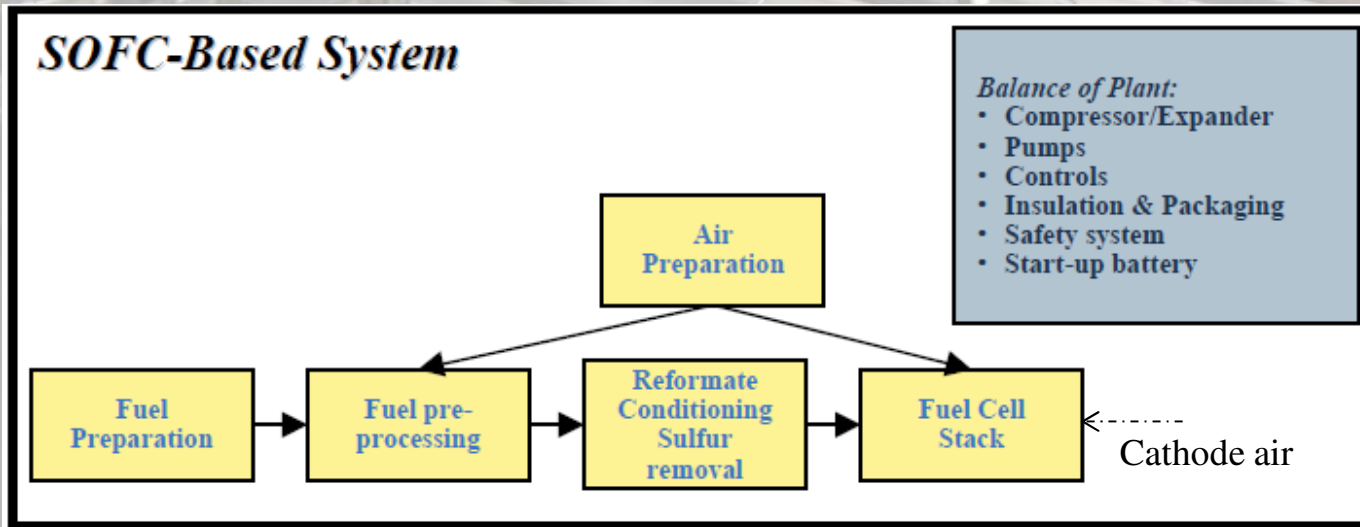 SOFC-Based System
Balance of Plant:
• Compressor/Expander
• Pumps
• Controls
• Insulation & Packaging
• Safety system
• Start-up battery
Air
Preparation
Fuel
Preparation
Fuel pre-
processing
Reformate
Conditioning
Sulfur
removal
Fuel Cell
Stack
Cathode air